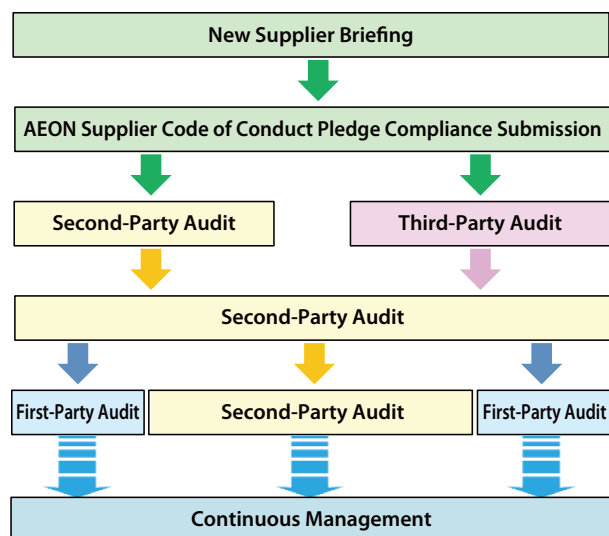 New Supplier Briefing
AEON Supplier Code of Conduct Pledge Compliance Submission
Second-Party Audit
Third-Party Audit
Second-Party Audit
First-Party Audit
Second-Party Audit
First-Party Audit
Continuous Management